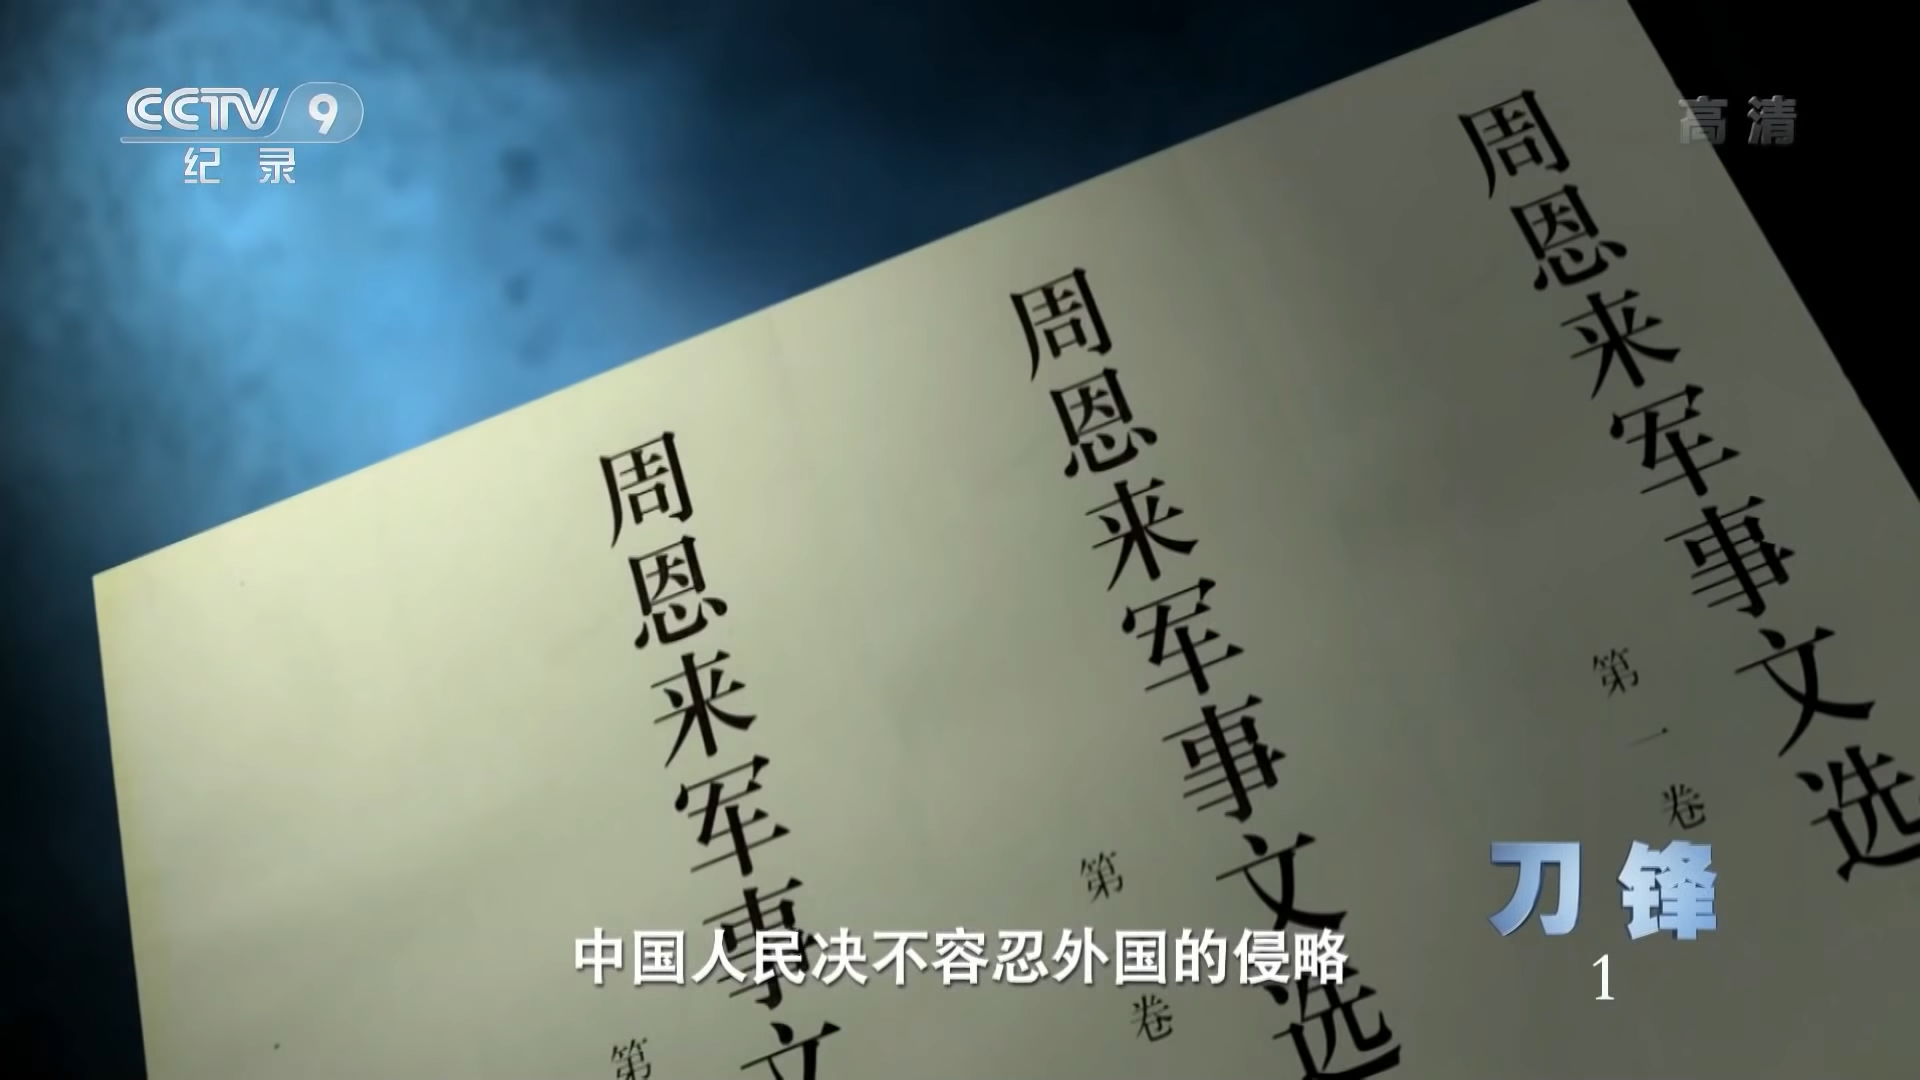 CCTV 9
纪录
高清
周恩来军事文选
第一卷
周恩来军事文选
第
卷
周恩来军事文
第
中国人民决不容忍外国的侵略
刀锋
1